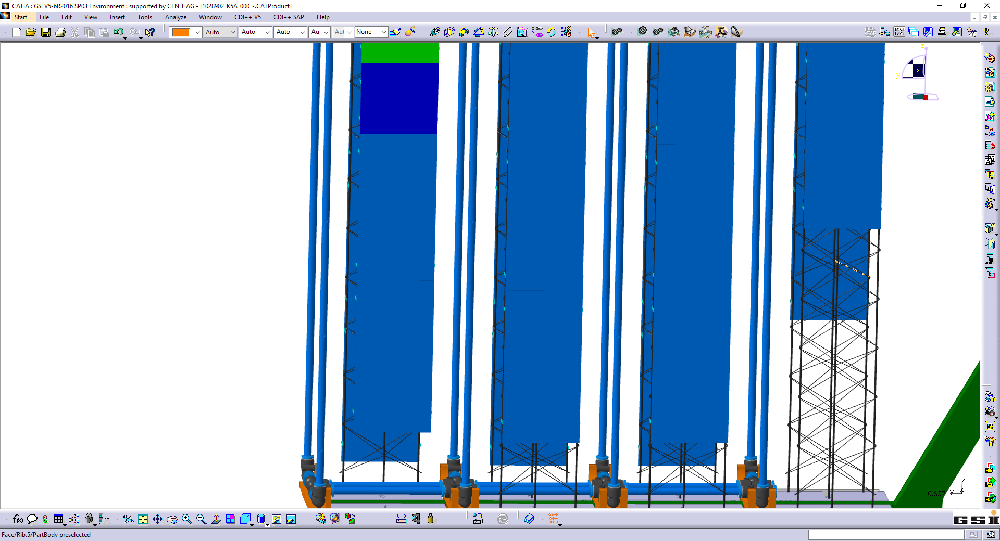 CATIA : GSI V5-6R2016 SP03 Environment : supported by CENIT AG - [1028902_K5A_000_-.CATProduct]
Start File Edit View Insert Tools Analyze Window CDI++ V5 CDI++ SAP Help
Auto Auto Auto Aut Aut None
z
y
z
0,637 y x
f(x)
GSI
Face/Rib.5/PartBody preselected